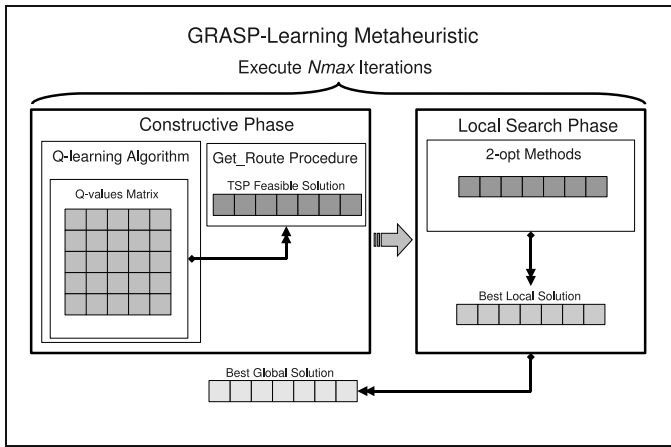 GRASP-Learning Metaheuristic
Execute Nmax Iterations
Constructive Phase
Q-learning Algorithm
Q-values Matrix
Get_Route Procedure
TSP Feasible Solution
Local Search Phase
2-opt Methods
Best Local Solution
Best Global Solution